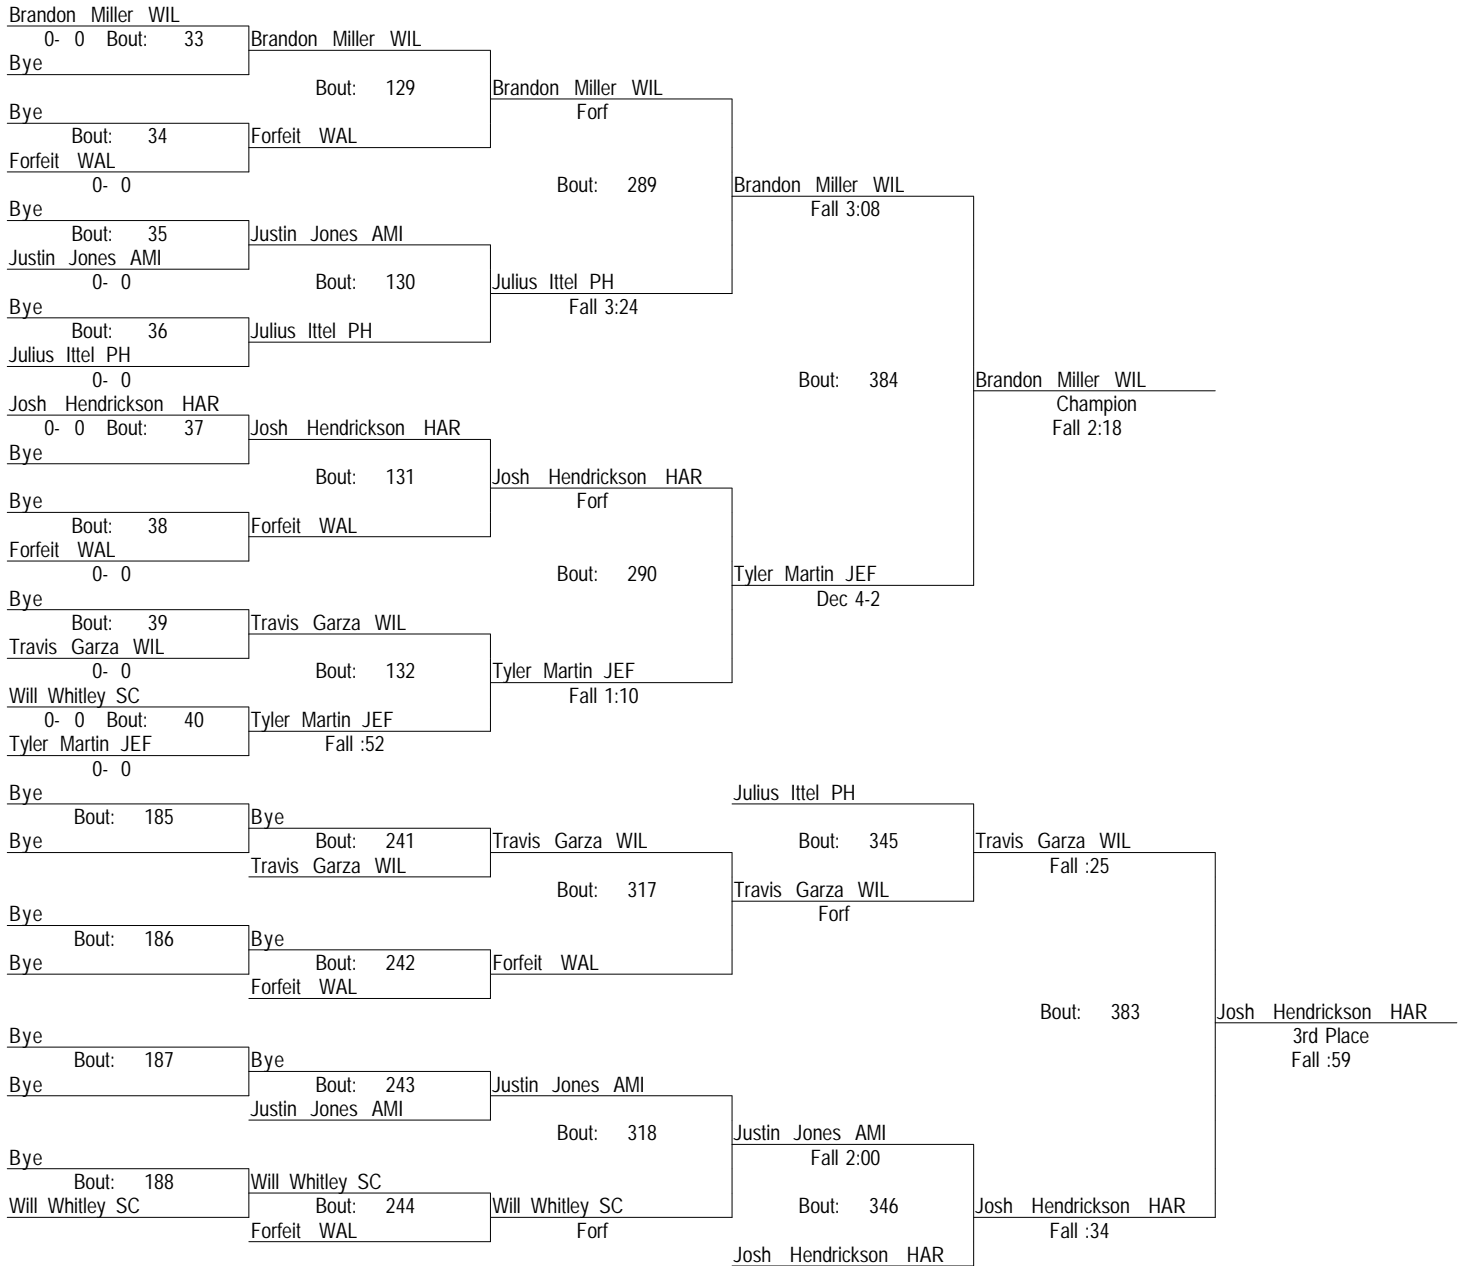 Brandon Miller WIL
0- 0 Bout: 33 Brandon Miller WIL
Bye
Bout: 129 Brandon Miller WIL
Bye Forf
Bout: 34 Forfeit WAL
Forfeit WAL
0- 0 Bout: 289 Brandon Miller WIL
Bye Fall 3:08
Bout: 35 Justin Jones AMI
Justin Jones AMI
0- 0 Bout: 130 Julius Ittel PH
Bye Fall 3:24
Bout: 36 Julius Ittel PH
Julius Ittel PH
0- 0 Bout: 384 Brandon Miller WIL
Josh Hendrickson HAR Champion
0- 0 Bout: 37 Josh Hendrickson HAR Fall 2:18
Bye
Bout: 131 Josh Hendrickson HAR
Bye Forf
Bout: 38 Forfeit WAL
Forfeit WAL
0- 0 Bout: 290 Tyler Martin JEF
Bye Dec 4-2
Bout: 39 Travis Garza WIL
Travis Garza WIL
0- 0 Bout: 132 Tyler Martin JEF
Will Whitley SC Fall 1:10
0- 0 Bout: 40 Tyler Martin JEF
Tyler Martin JEF Fall :52
0- 0
Bye Julius Ittel PH
Bout: 185 Bye
Bye Bout: 241 Travis Garza WIL Bout: 345 Travis Garza WIL
Travis Garza WIL Fall :25
Bout: 317 Travis Garza WIL
Bye Forf
Bout: 186 Bye
Bye Bout: 242 Forfeit WAL
Forfeit WAL
Bout: 383 Josh Hendrickson HAR
Bye 3rd Place
Bout: 187 Bye Fall :59
Bye Bout: 243 Justin Jones AMI
Justin Jones AMI
Bout: 318 Justin Jones AMI
Bye Fall 2:00
Bout: 188 Will Whitley SC
Will Whitley SC Bout: 244 Will Whitley SC Bout: 346 Josh Hendrickson HAR
Forfeit WAL Forf Fall :34
Josh Hendrickson HAR